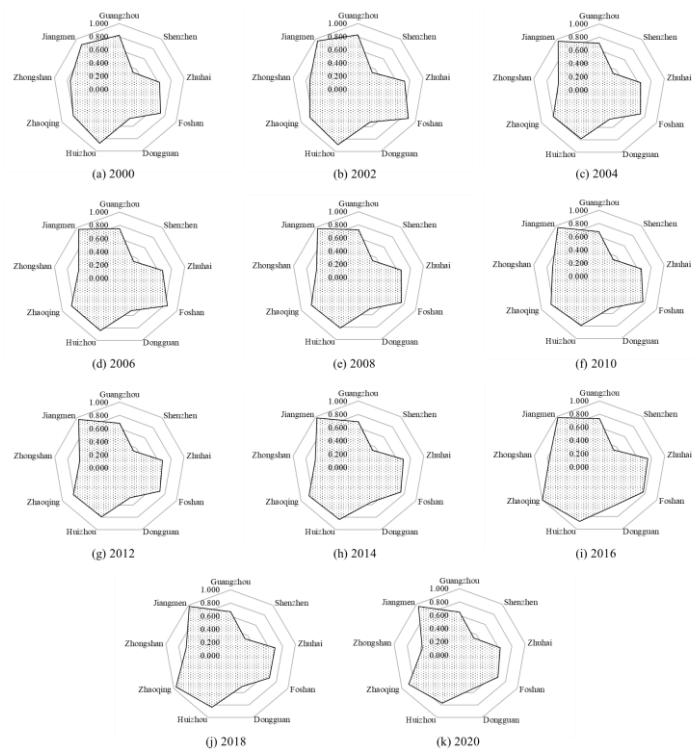 Guangzhou
1.000
0.800
0.600
0.400
0.200
0.000
Shenzhen
Zhuhai
Foshan
Dongguan
Huizhou
Zhaoqing
Zhongshan
Jiangmen
(a) 2000
Guangzhou
1.000
0.800
0.600
0.400
0.200
0.000
Shenzhen
Zhuhai
Foshan
Dongguan
Huizhou
Zhaoqing
Zhongshan
Jiangmen
(b) 2002
Guangzhou
1.000
0.800
0.600
0.400
0.200
0.000
Shenzhen
Zhuhai
Foshan
Dongguan
Huizhou
Zhaoqing
Zhongshan
Jiangmen
(c) 2004
Guangzhou
1.000
0.800
0.600
0.400
0.200
0.000
Shenzhen
Zhuhai
Foshan
Dongguan
Huizhou
Zhaoqing
Zhongshan
Jiangmen
(d) 2006
Guangzhou
1.000
0.800
0.600
0.400
0.200
0.000
Shenzhen
Zhuhai
Foshan
Dongguan
Huizhou
Zhaoqing
Zhongshan
Jiangmen
(e) 2008
Guangzhou
1.000
0.800
0.600
0.400
0.200
0.000
Shenzhen
Zhuhai
Foshan
Dongguan
Huizhou
Zhaoqing
Zhongshan
Jiangmen
(f) 2010
Guangzhou
1.000
0.800
0.600
0.400
0.200
0.000
Shenzhen
Zhuhai
Foshan
Dongguan
Huizhou
Zhaoqing
Zhongshan
Jiangmen
(g) 2012
Guangzhou
1.000
0.800
0.600
0.400
0.200
0.000
Shenzhen
Zhuhai
Foshan
Dongguan
Huizhou
Zhaoqing
Zhongshan
Jiangmen
(h) 2014
Guangzhou
1.000
0.800
0.600
0.400
0.200
0.000
Shenzhen
Zhuhai
Foshan
Dongguan
Huizhou
Zhaoqing
Zhongshan
Jiangmen
(i) 2016
Guangzhou
1.000
0.800
0.600
0.400
0.200
0.000
Shenzhen
Zhuhai
Foshan
Dongguan
Huizhou
Zhaoqing
Zhongshan
Jiangmen
(j) 2018
Guangzhou
1.000
0.800
0.600
0.400
0.200
0.000
Shenzhen
Zhuhai
Foshan
Dongguan
Huizhou
Zhaoqing
Zhongshan
Jiangmen
(k) 2020